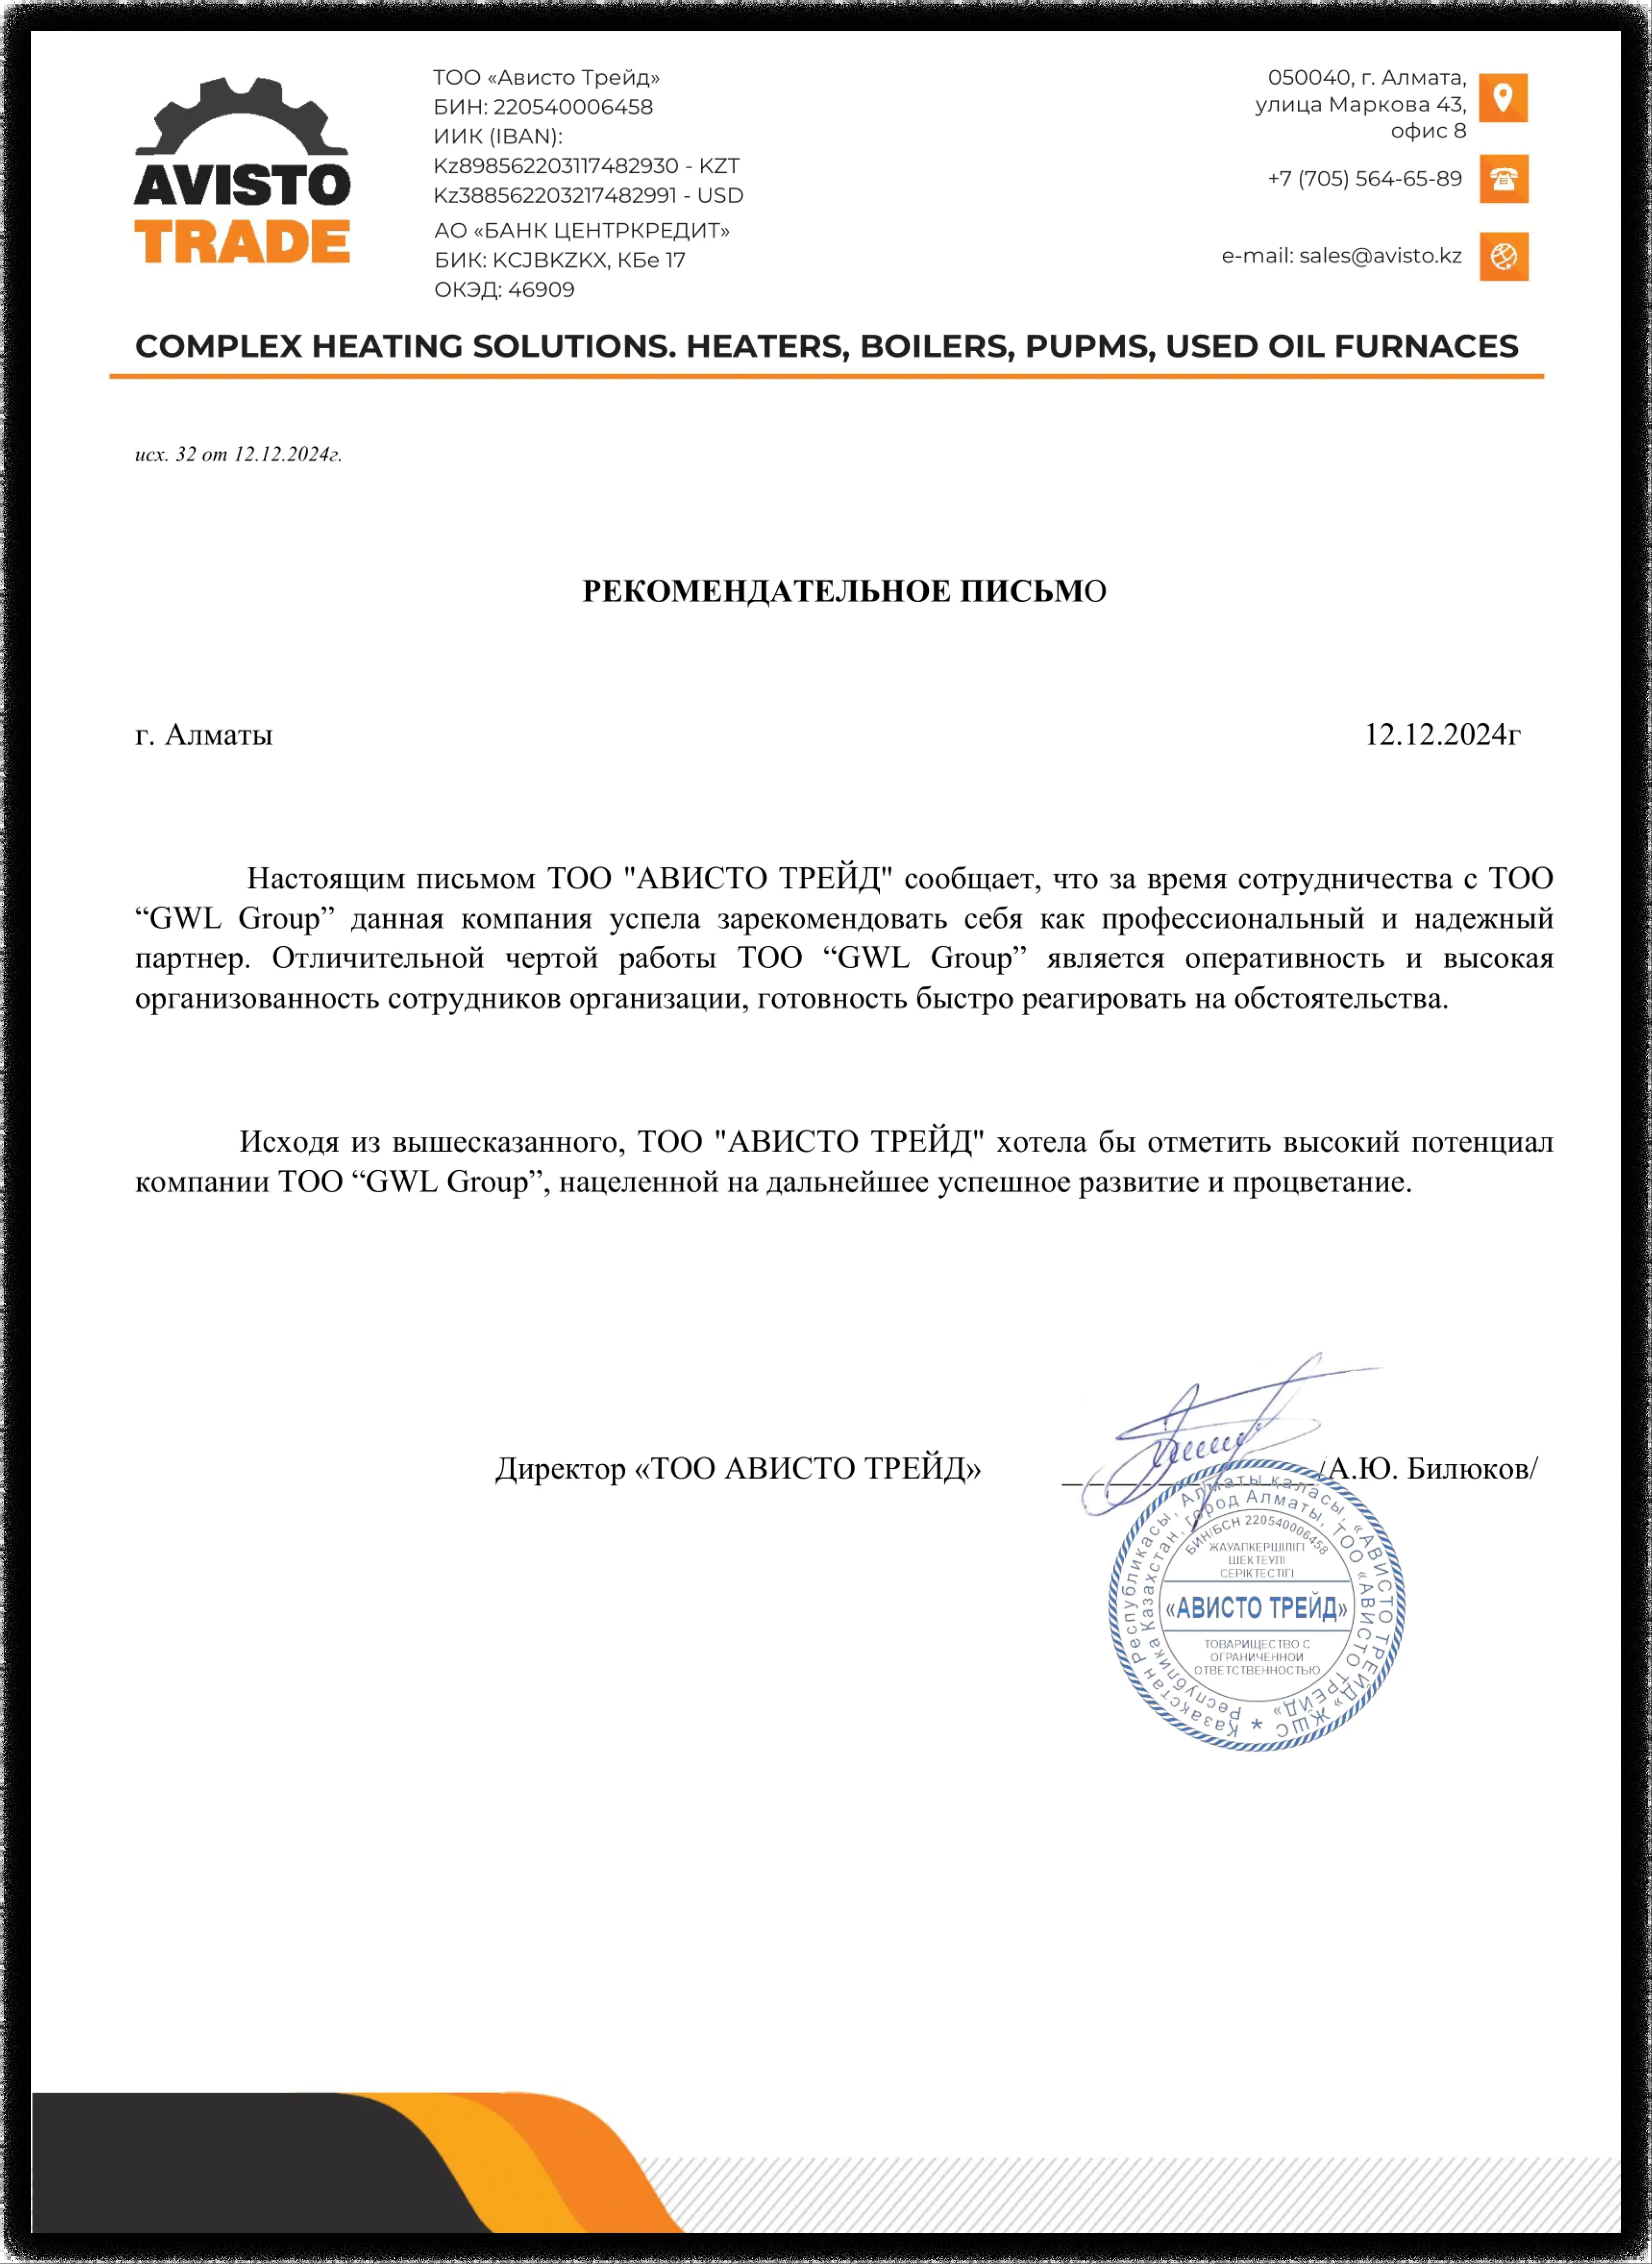 AVISTO
TRADE
ТОО «Ависто Трейд»
БИН: 220540006458
ИИК (IBAN):
Kz898562203117482930 - KZT
Kz388562203217482991 - USD
АО «БАНК ЦЕНТРКРЕДИТ»
БИК: KCJBKZKX, КБе 17
ОКЭД: 46909
050040, г. Алмата,
улица Маркова 43,
офис 8
+7 (705) 564-65-89
e-mail: sales@avisto.kz
COMPLEX HEATING SOLUTIONS. HEATERS, BOILERS, PUPMS, USED OIL FURNACES
исх. 32 от 12.12.2024г.
РЕКОМЕНДАТЕЛЬНОЕ ПИСЬМО
г. Алматы 12.12.2024г
Настоящим письмом ТОО "АВИСТО ТРЕЙД" сообщает, что за время сотрудничества с ТОО
“GWL Group” данная компания успела зарекомендовать себя как профессиональный и надежный
партнер. Отличительной чертой работы ТОО “GWL Group” является оперативность и высокая
организованность сотрудников организации, готовность быстро реагировать на обстоятельства.
Исходя из вышесказанного, ТОО "АВИСТО ТРЕЙД" хотела бы отметить высокий потенциал
компании ТОО “GWL Group”, нацеленной на дальнейшее успешное развитие и процветание.
Директор «ТОО АВИСТО ТРЕЙД» /А.Ю. Билюков/
Қазақстан Республикасы, Алматы қаласы, «АВИСТО ТРЕЙД» ЖШС
Республика Казахстан, город Алматы, ТОО «АВИСТО ТРЕЙД»
БИН/БСН 220540006458
ЖАУАПКЕРШІЛІГІ
ШЕКТЕУЛІ
СЕРІКТЕСТІГІ
«АВИСТО ТРЕЙД»
ТОВАРИЩЕСТВО С
ОГРАНИЧЕННОЙ
ОТВЕТСТВЕННОСТЬЮ